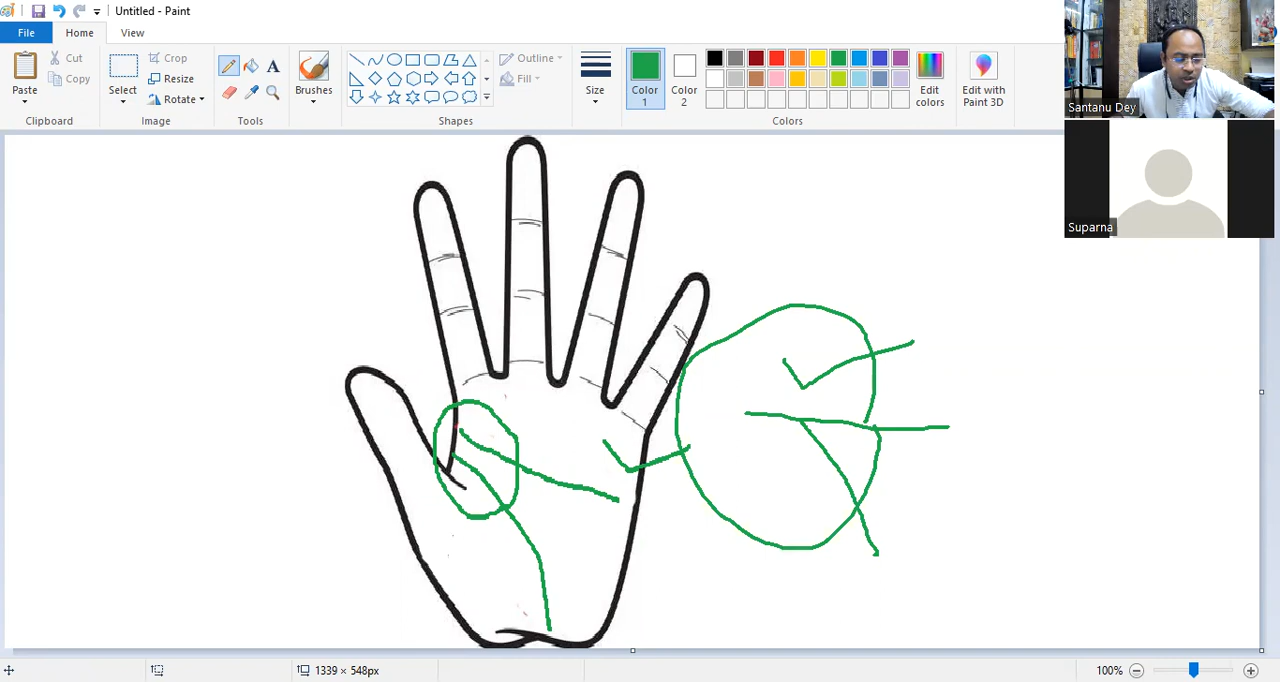 Untitled - Paint
File Home View
Paste
Cut
Copy
Clipboard
Select
Crop
Resize
Rotate
Image
A
Tools
Brushes
Shapes
Outline
Fill
Size
Color
1
Color
2
Edit
colors
Edit with
Paint 3D
Colors
Santanu Dey
Suparna
1339 × 548px
100%